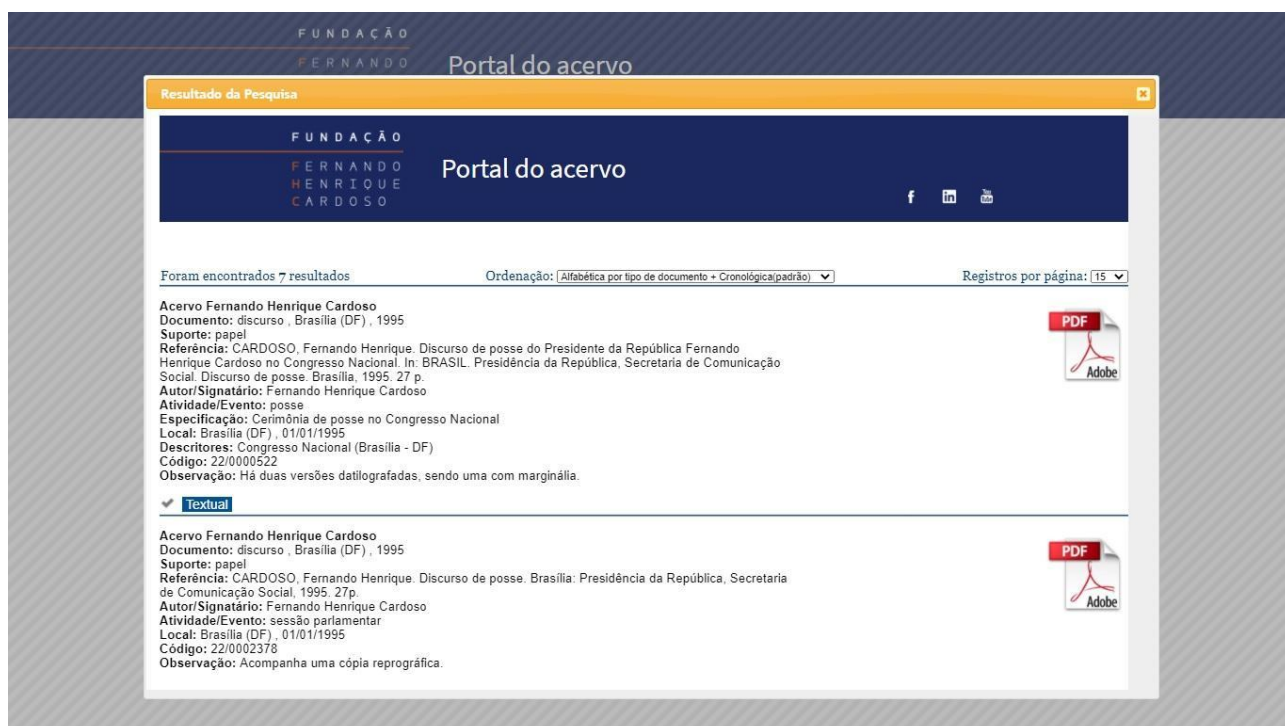 FUNDAÇÃO
FERNANDO
Portal do acervo
Resultado da Pesquisa
FUNDAÇÃO
FERNANDO
HENRIQUE
CARDOSO
Portal do acervo
f in You Tube
Foram encontrados 7 resultados Ordenação: Alfabética por tipo de documento + Cronológica(padrão) Registros por página: 15
Acervo Fernando Henrique Cardoso
Documento: discurso , Brasília (DF) , 1995
Suporte: papel
Referência: CARDOSO, Fernando Henrique. Discurso de posse do Presidente da República Fernando
Henrique Cardoso no Congresso Nacional. In: BRASIL. Presidência da República, Secretaria de Comunicação
Social. Discurso de posse. Brasília, 1995. 27 p.
Autor/Signatário: Fernando Henrique Cardoso
Atividade/Evento: posse
Especificação: Cerimônia de posse no Congresso Nacional
Local: Brasília (DF) , 01/01/1995
Descritores: Congresso Nacional (Brasília - DF)
Código: 22/0000522
Observação: Há duas versões datilografadas, sendo uma com marginália.
PDF
Adobe
Textual
Acervo Fernando Henrique Cardoso
Documento: discurso , Brasília (DF) , 1995
Suporte: papel
Referência: CARDOSO, Fernando Henrique. Discurso de posse. Brasília: Presidência da República, Secretaria
de Comunicação Social, 1995. 27p.
Autor/Signatário: Fernando Henrique Cardoso
Atividade/Evento: sessão parlamentar
Local: Brasília (DF) , 01/01/1995
Código: 22/0002378
Observação: Acompanha uma cópia reprográfica.
PDF
Adobe